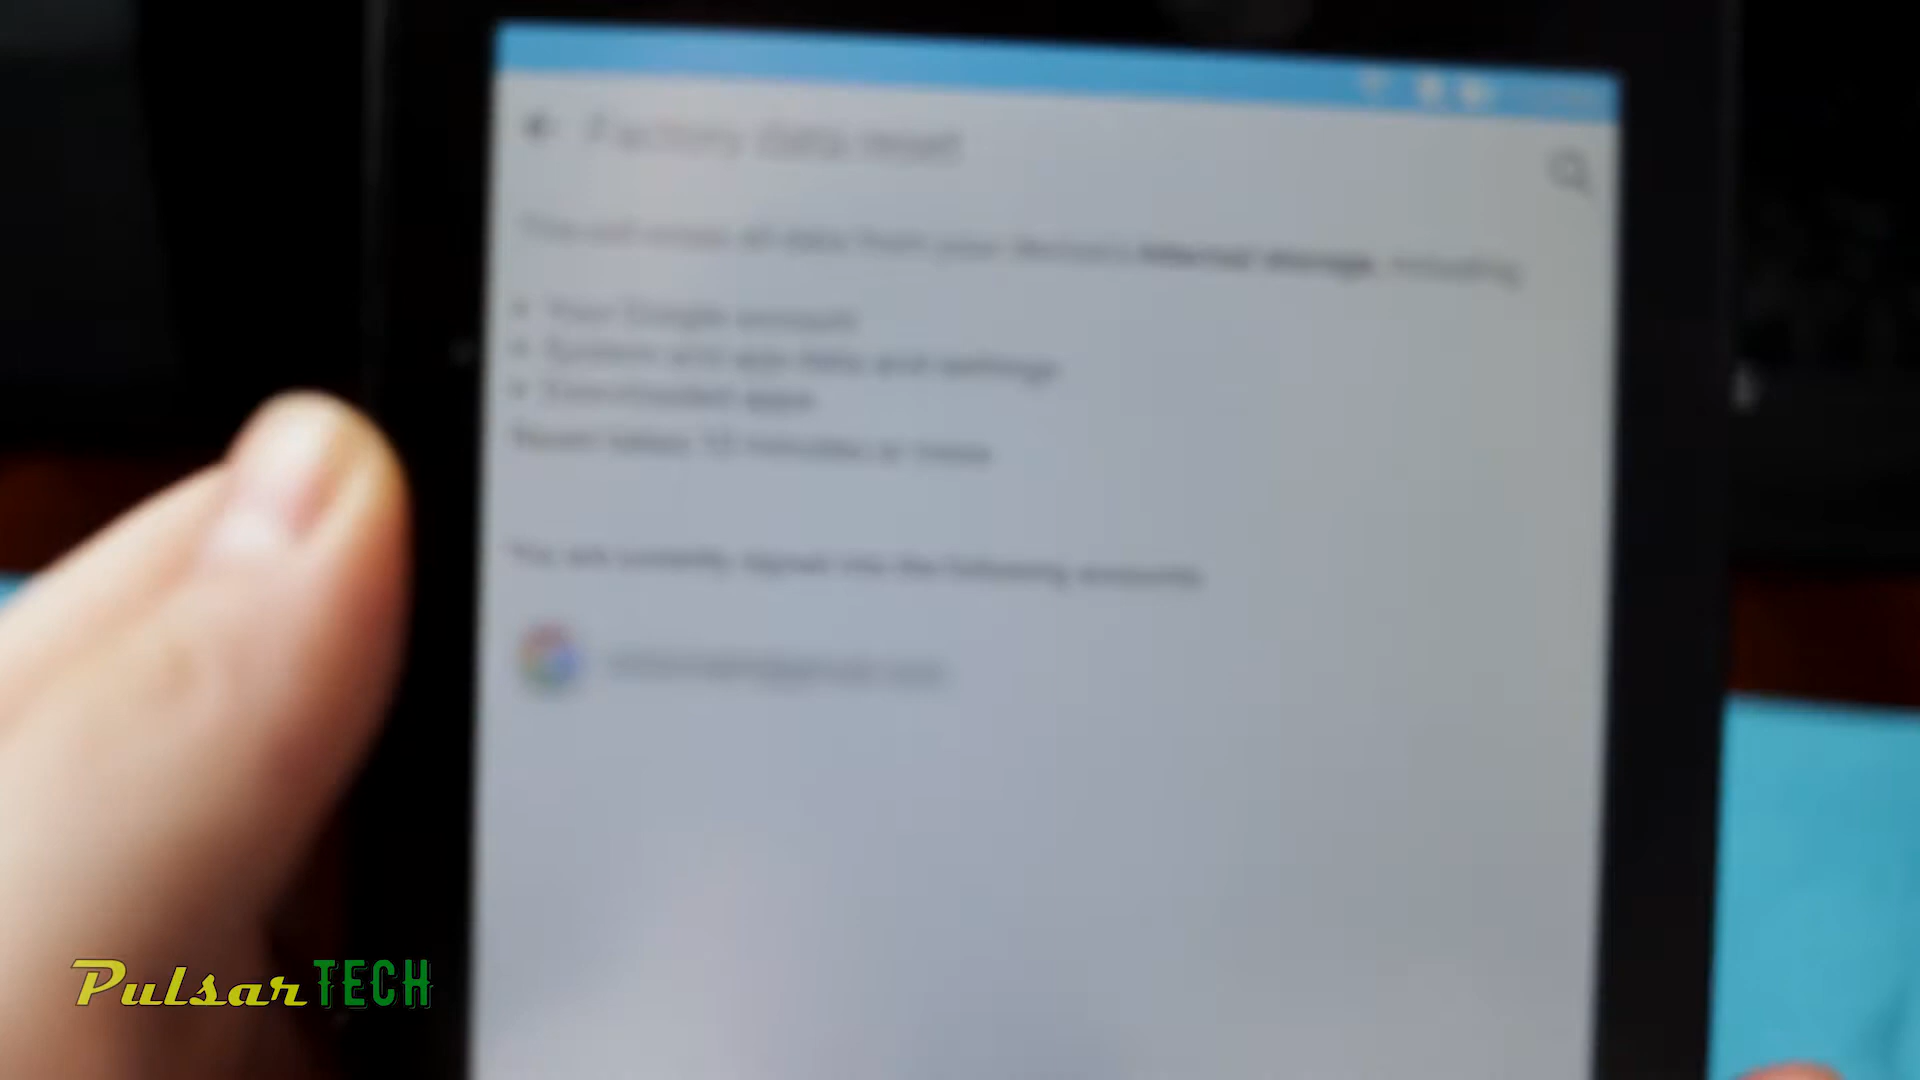 Factory data reset
This will erase all data from your device's internal storage, including
• Your Google account
• System and app data and settings
• Downloaded apps
Reset takes 10 minutes or more
You are currently signed into the following accounts
PulsarTECH